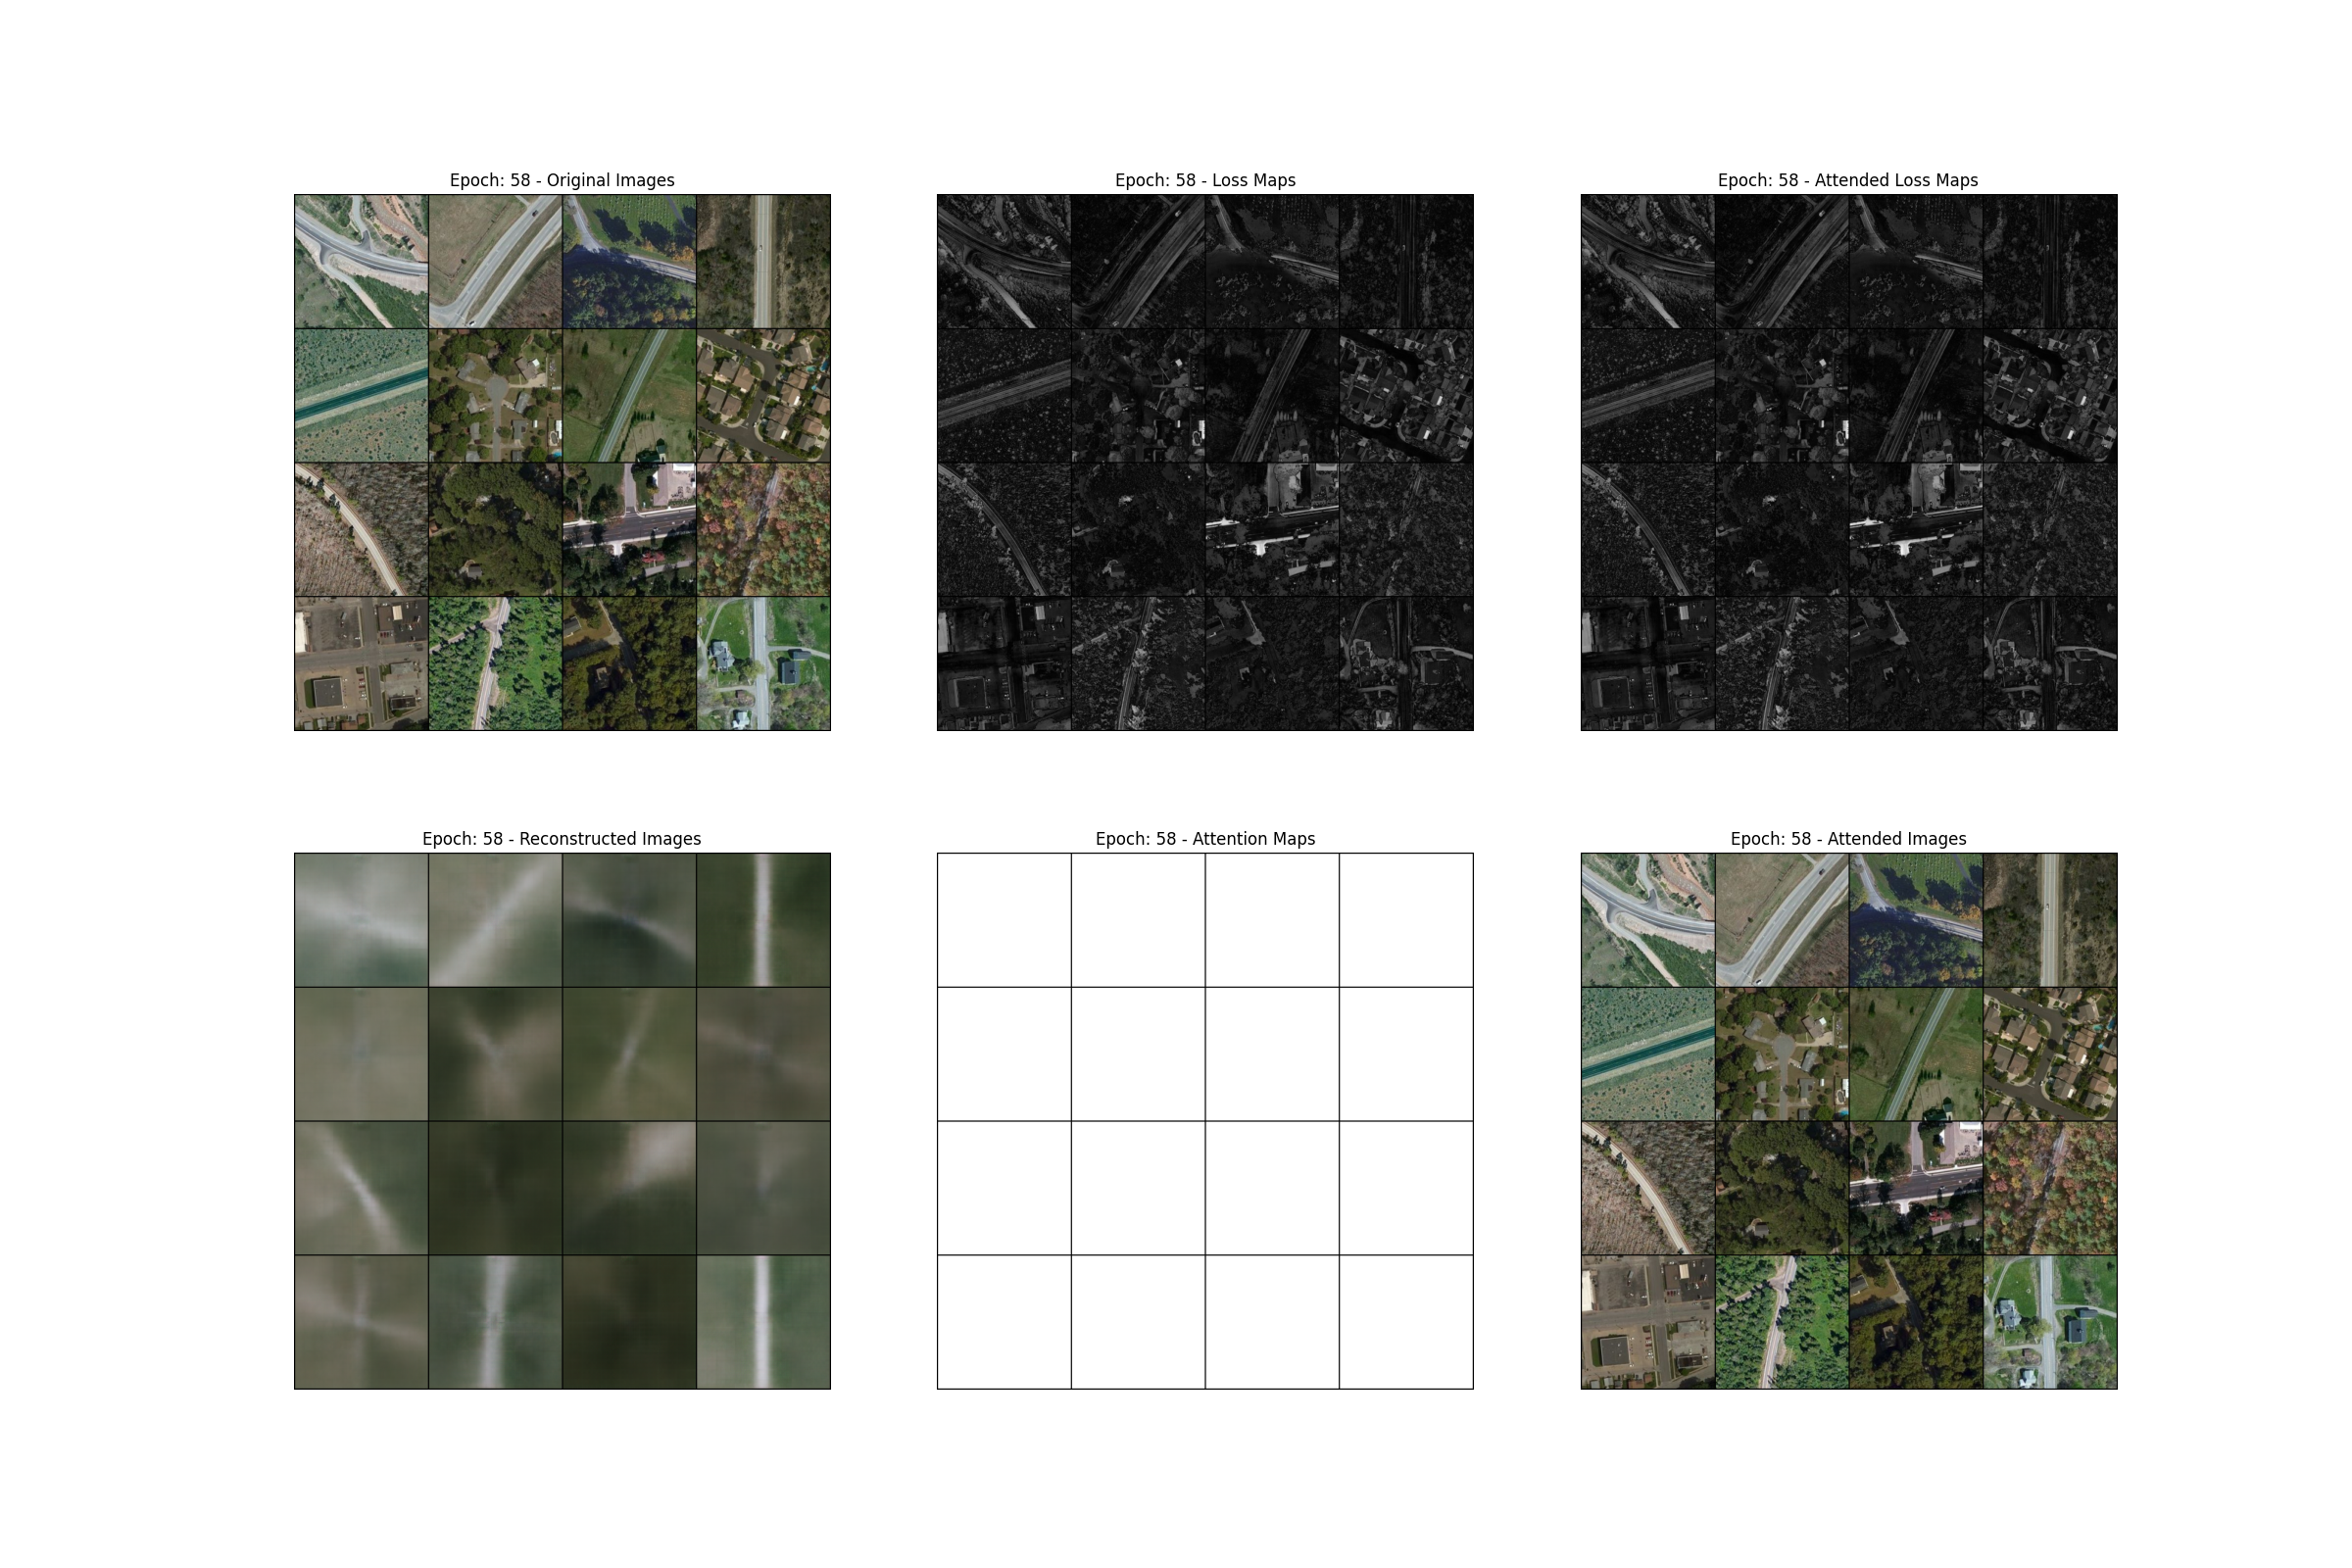 Epoch: 58 - Original Images
Epoch: 58 - Loss Maps
Epoch: 58 - Attended Loss Maps
Epoch: 58 - Reconstructed Images
Epoch: 58 - Attention Maps
Epoch: 58 - Attended Images